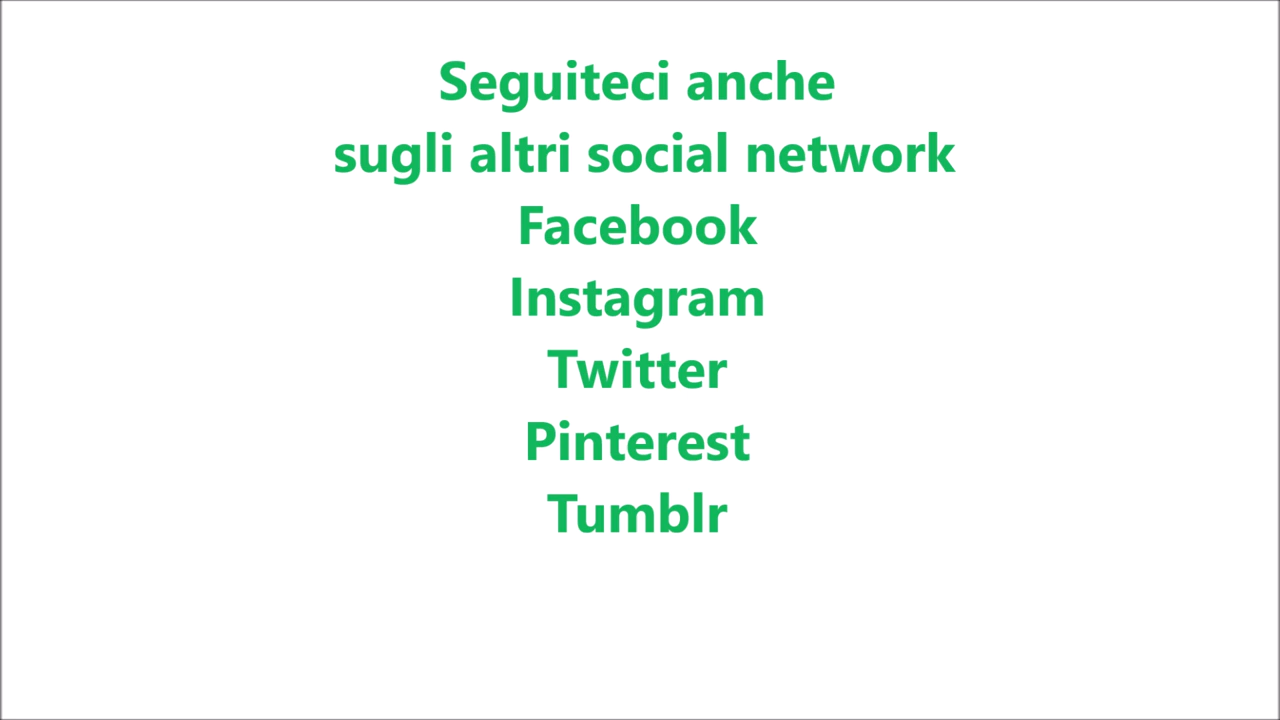 Seguiteci anche
sugli altri social network
Facebook
Instagram
Twitter
Pinterest
Tumblr